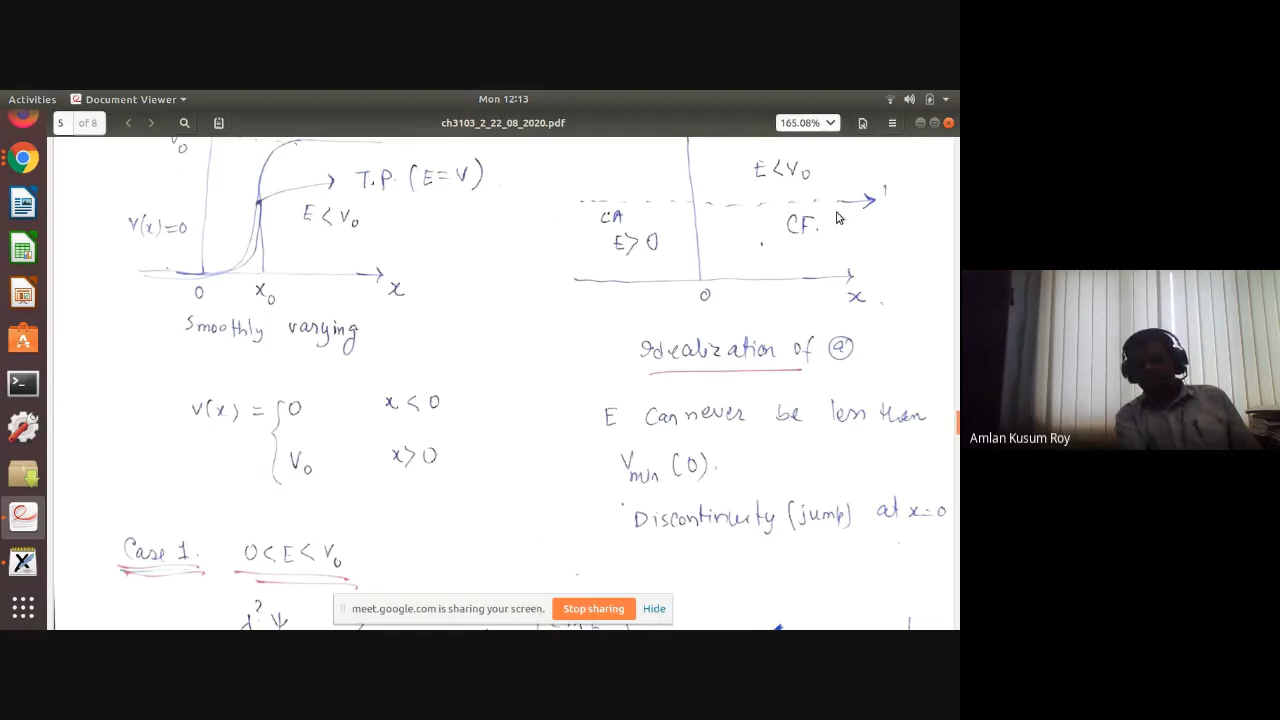 Activities Document Viewer Mon 12:13
5 of 8 ch3103_2_22_08_2020.pdf 165.08%
V0
T.P. (E=V)
E < V0
V(x)=0
0 x0 x
Smoothly varying
E < V0
CA
CF.
E > 0
0 x
Idealization of (a)
V(x) = { 0 x < 0
V0 x > 0
E Can never be less than
Vmin (0).
Discontinuity (jump) at x=0
Case 1. 0 < E < V0
meet.google.com is sharing your screen. Stop sharing Hide
Amlan Kusum Roy